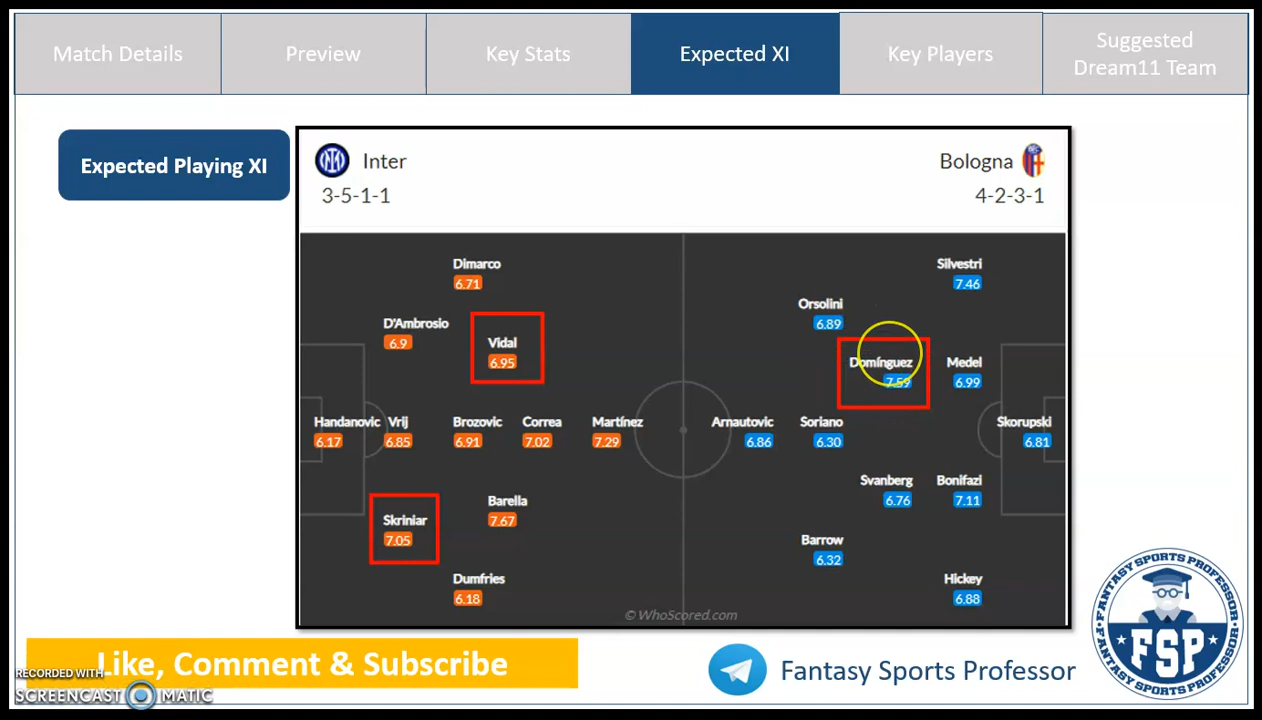 Match Details
Preview
Key Stats
Expected XI
Key Players
Suggested
Dream11 Team
Expected Playing XI
Inter
3-5-1-1
Bologna
4-2-3-1
Dimarco
6.71
D'Ambrosio
6.9
Vidal
6.95
Handanovic
6.17
Vrij
6.85
Brozovic
6.91
Correa
7.02
Martínez
7.29
Skriniar
7.05
Barella
7.67
Dumfries
6.18
Silvestri
7.46
Orsolini
6.89
Domínguez
7.59
Medel
6.99
Arnautovic
6.86
Soriano
6.30
Skorupski
6.81
Svanberg
6.76
Bonifazi
7.11
Barrow
6.32
Hickey
6.88
© WhoScored.com
Like, Comment & Subscribe
RECORDED WITH
SCREENCAST MATIC
Fantasy Sports Professor
FANTASY SPORTS PROFESSOR
FSP
FANTASY SPORTS PROFESSOR